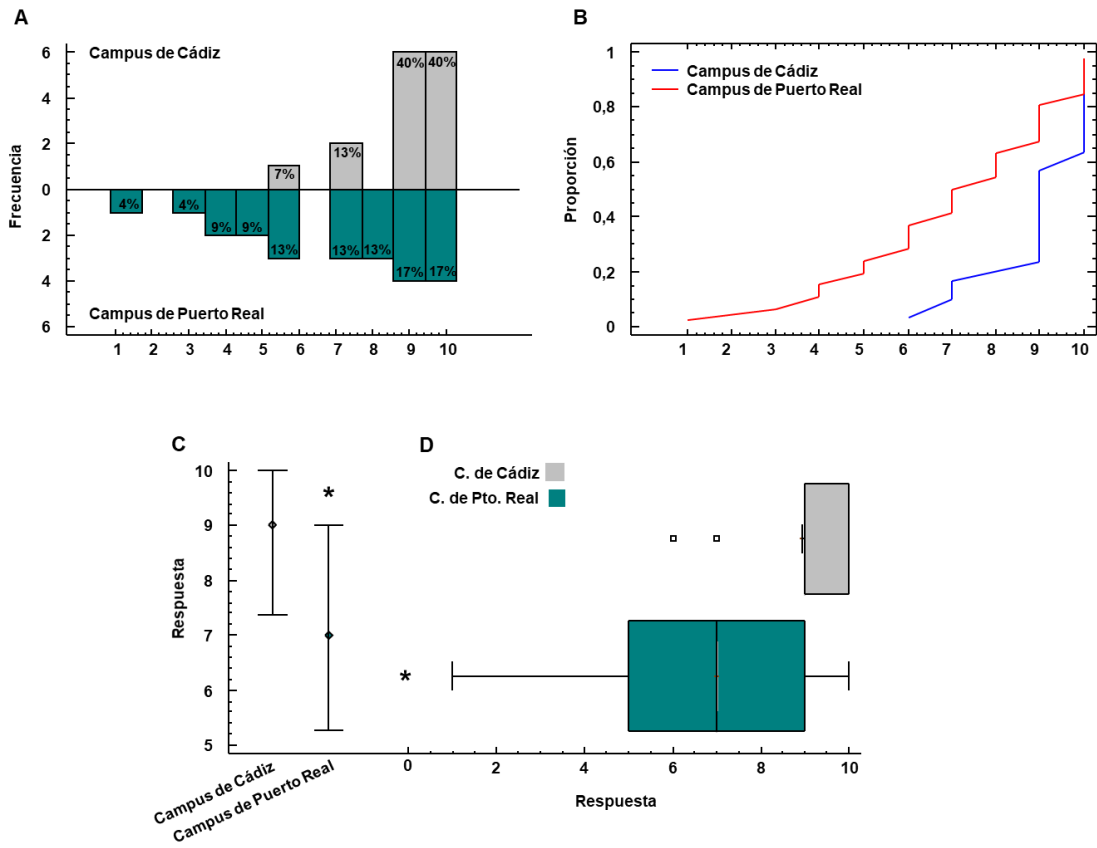 A
Campus de Cádiz
Frecuencia
6
4
2
0
2
4
6
40%
40%
13%
7%
4%
4%
9%
9%
13%
13%
13%
17%
17%
Campus de Puerto Real
1 2 3 4 5 6 7 8 9 10
B
Campus de Cádiz
Campus de Puerto Real
Proporción
1
0,8
0,6
0,4
0,2
0
1 2 3 4 5 6 7 8 9 10
C
Respuesta
10
9
8
7
6
5
*
Campus de Cádiz
Campus de Puerto Real
D
C. de Cádiz
C. de Pto. Real
*
0 2 4 6 8 10
Respuesta